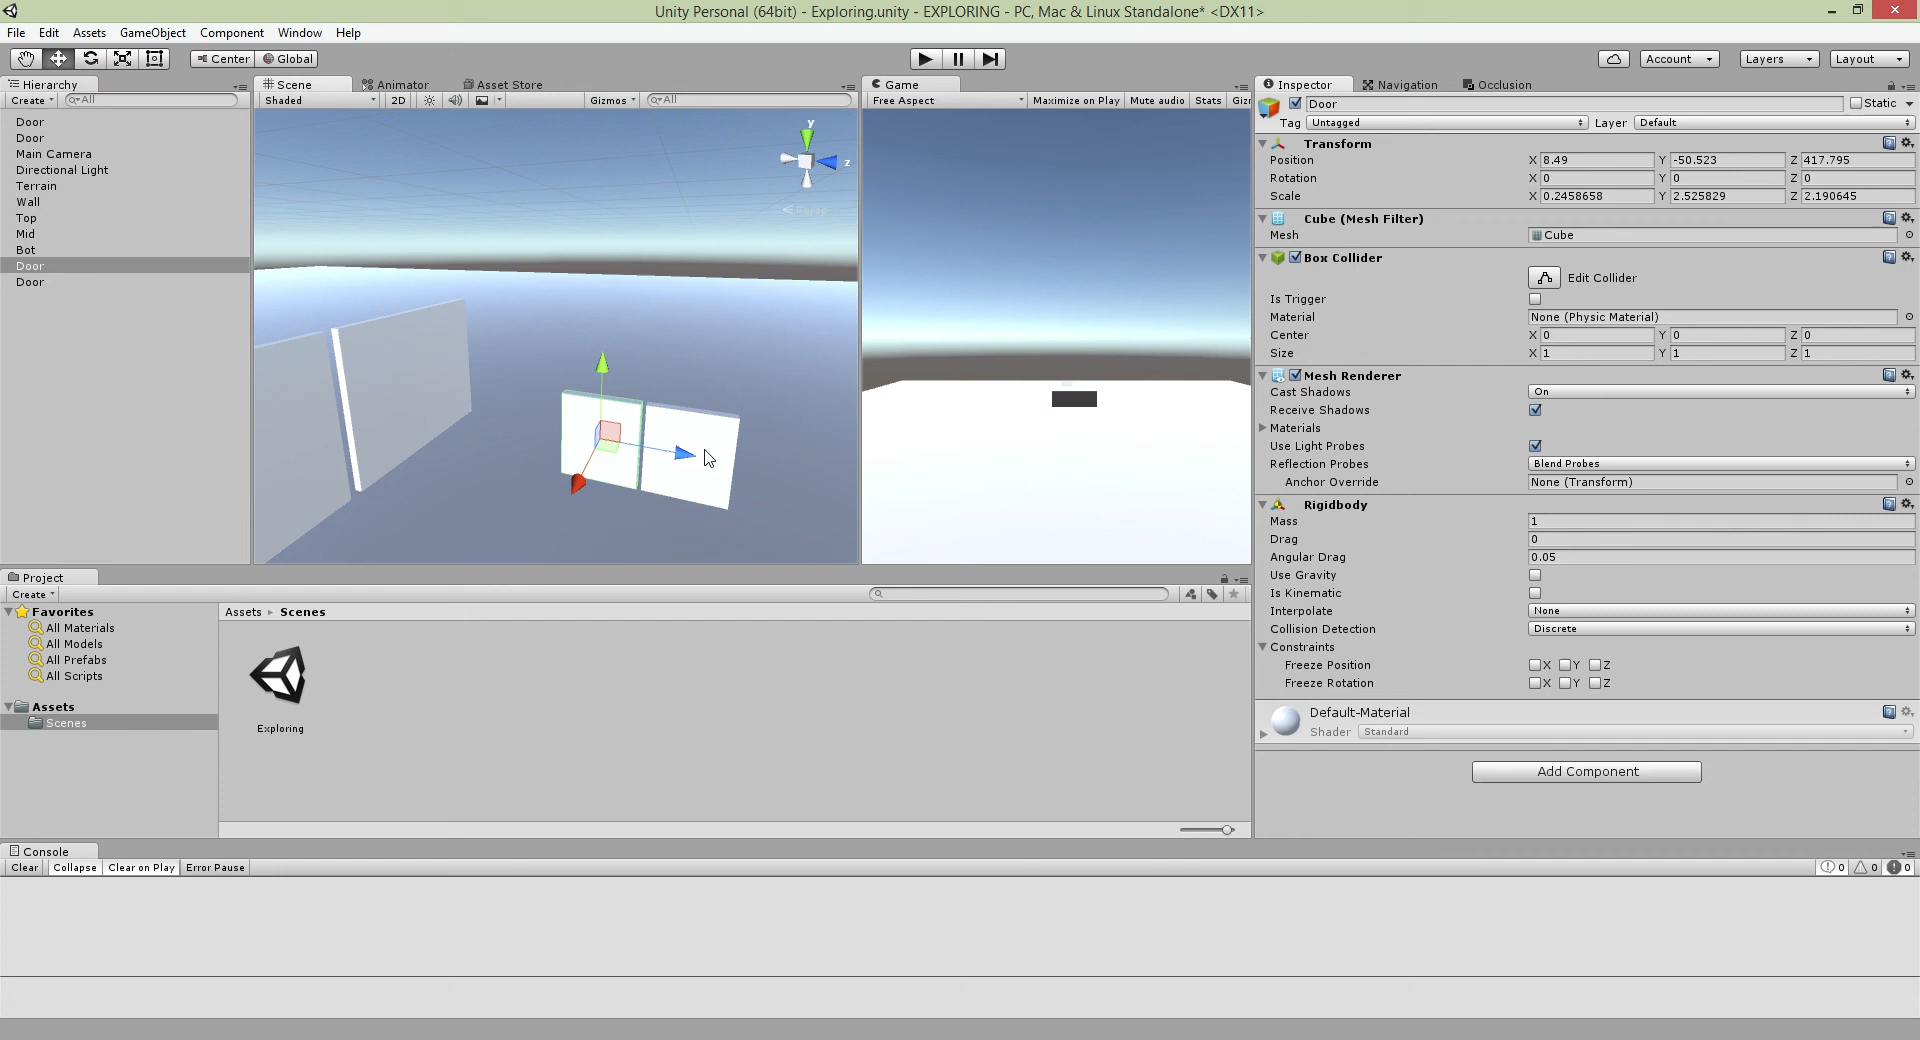 Unity Personal (64bit) - Exploring.unity - EXPLORING - PC, Mac & Linux Standalone* <DX11>
File Edit Assets GameObject Component Window Help
Center Global Account Layers Layout
Hierarchy
Create All
Door
Door
Main Camera
Directional Light
Terrain
Wall
Top
Mid
Bot
Door
Door
Scene Animator Asset Store
Shaded 2D Gizmos All
y
z
Persp
Game
Free Aspect Maximize on Play Mute audio Stats Giz
Inspector Navigation Occlusion
Door Static
Tag Untagged Layer Default
Transform
Position X 8.49 Y -50.523 Z 417.795
Rotation X 0 Y 0 Z 0
Scale X 0.2458658 Y 2.525829 Z 2.190645
Cube (Mesh Filter)
Mesh Cube
Box Collider
Edit Collider
Is Trigger
Material None (Physic Material)
Center X 0 Y 0 Z 0
Size X 1 Y 1 Z 1
Mesh Renderer
Cast Shadows On
Receive Shadows
Materials
Use Light Probes
Reflection Probes Blend Probes
Anchor Override None (Transform)
Rigidbody
Mass 1
Drag 0
Angular Drag 0.05
Use Gravity
Is Kinematic
Interpolate None
Collision Detection Discrete
Constraints
Freeze Position X Y Z
Freeze Rotation X Y Z
Default-Material
Shader Standard
Add Component
Project
Create
Favorites
All Materials
All Models
All Prefabs
All Scripts
Assets
Scenes
Assets Scenes
Exploring
Console
Clear Collapse Clear on Play Error Pause 0 0 0